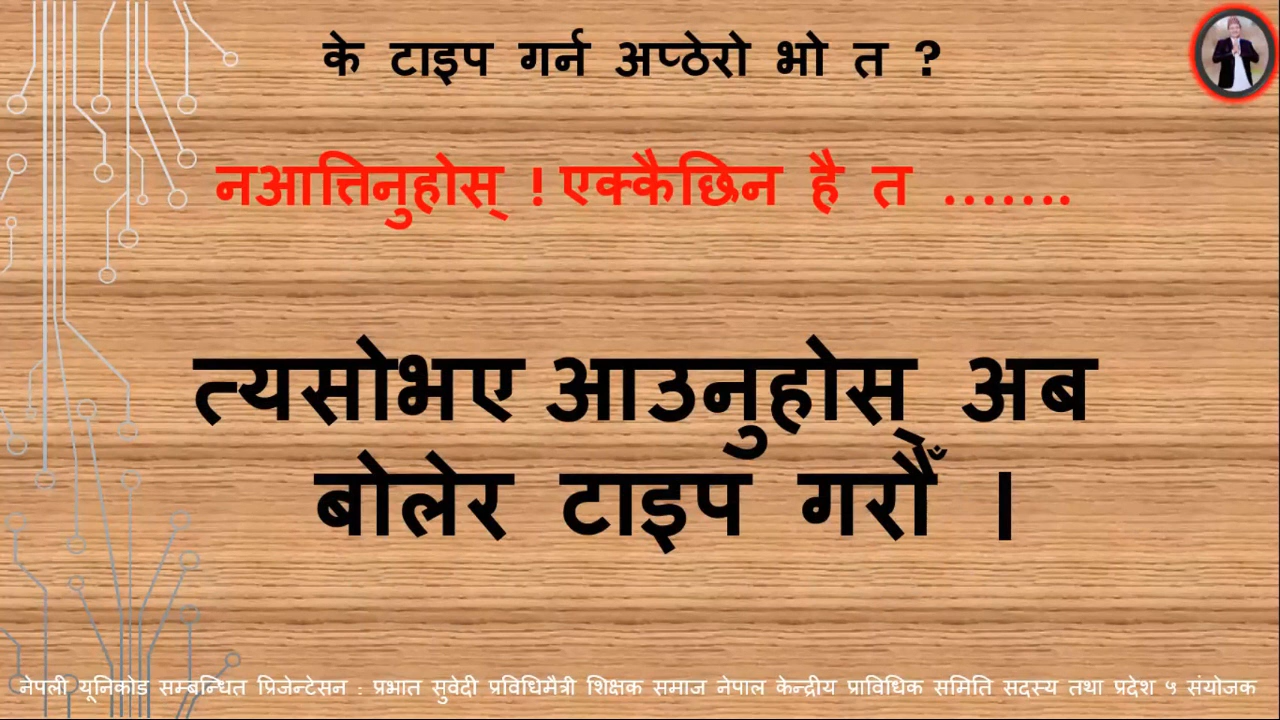 के टाइप गर्न अप्ठेरो भो त ?
नआत्तिनुहोस् ! एक्कैछिन है त .......
त्यसोभए आउनुहोस् अब
बोलेर टाइप गरौँ ।
नेपली यूनिकोड सम्बन्धित प्रिजेन्टेसन : प्रभात सुवेदी प्रविधिमैत्री शिक्षक समाज नेपाल केन्द्रीय प्राविधिक समिति सदस्य तथा प्रदेश ५ संयोजक